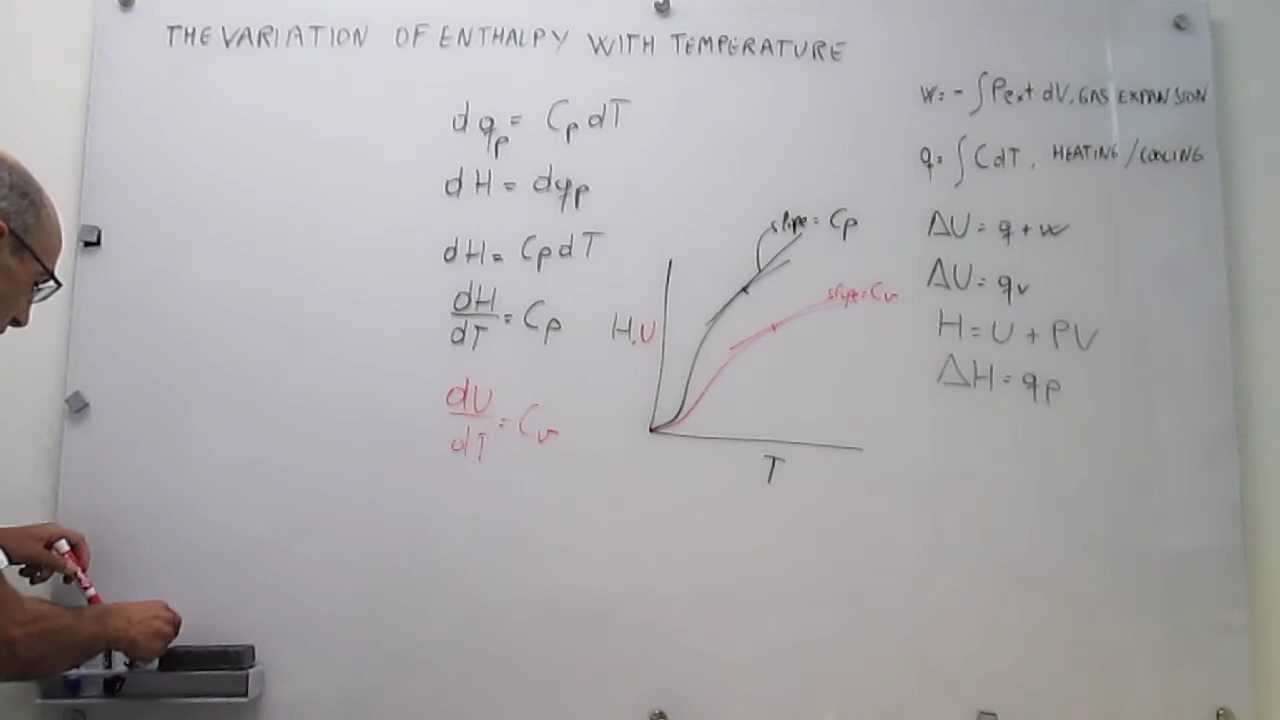 THE VARIATION OF ENTHALPY WITH TEMPERATURE
dqp = Cp dT
dH = dqp
dH = Cp dT
dH/dT = Cp
dU/dT = Cv
H,U
slope = Cp
slope = Cv
T
w = - ∫Pext dV, GAS EXPANSION
q = ∫C dT, HEATING/COOLING
ΔU = q + w
ΔU = qv
H = U + PV
ΔH = qp